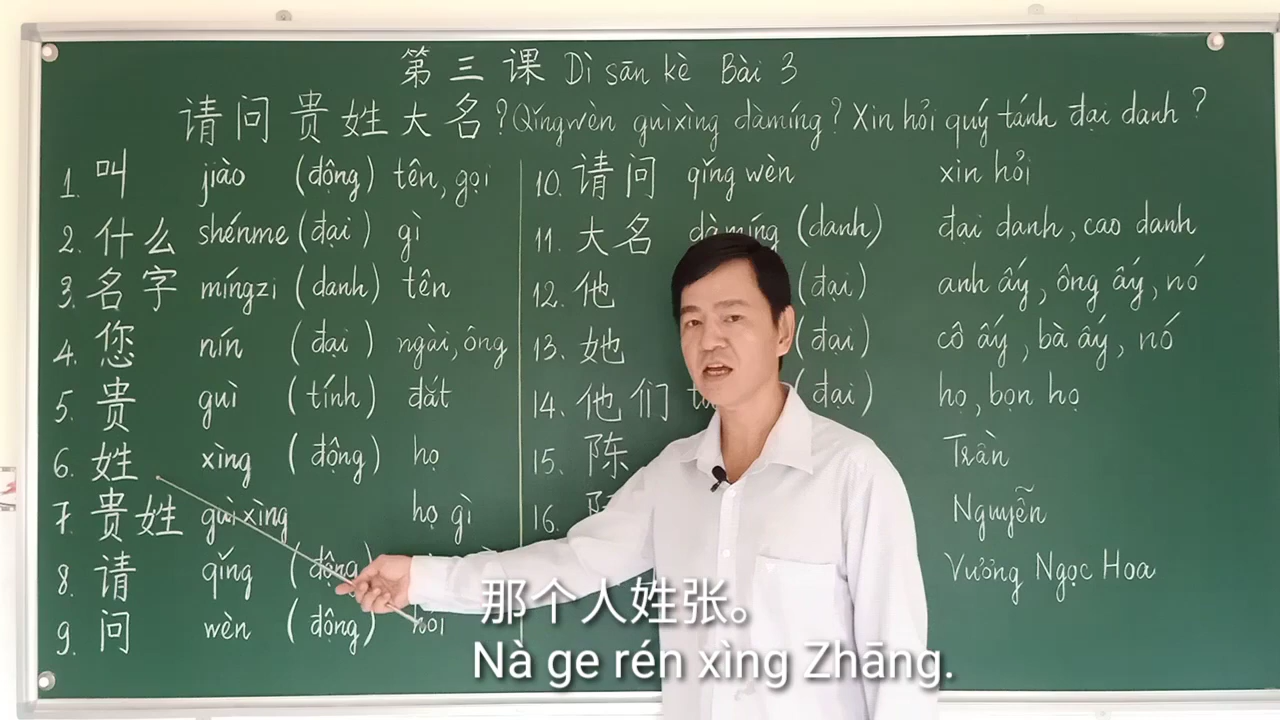 第三课 Dì sān kè Bài 3
请问贵姓大名? Qǐngwèn guìxìng dàmíng? Xin hỏi quý tánh đại danh?
1. 叫 jiào (động) tên, gọi
2. 什么 shénme (đại) gì
3. 名字 míngzi (danh) tên
4. 您 nín (đại) ngài, ông
5. 贵 guì (tính) đắt
6. 姓 xìng (động) họ
7. 贵姓 guìxìng họ gì
8. 请 qǐng (động)
9. 问 wèn (động) hỏi
10. 请问 qǐng wèn xin hỏi
11. 大名 dàmíng (danh) đại danh, cao danh
12. 他 (đại) anh ấy, ông ấy, nó
13. 她 (đại) cô ấy, bà ấy, nó
14. 他们 (đại) họ, bọn họ
15. 陈 Trần
16. Nguyễn
Vương Ngọc Hoa
那个人姓张。
Nà ge rén xìng Zhāng.